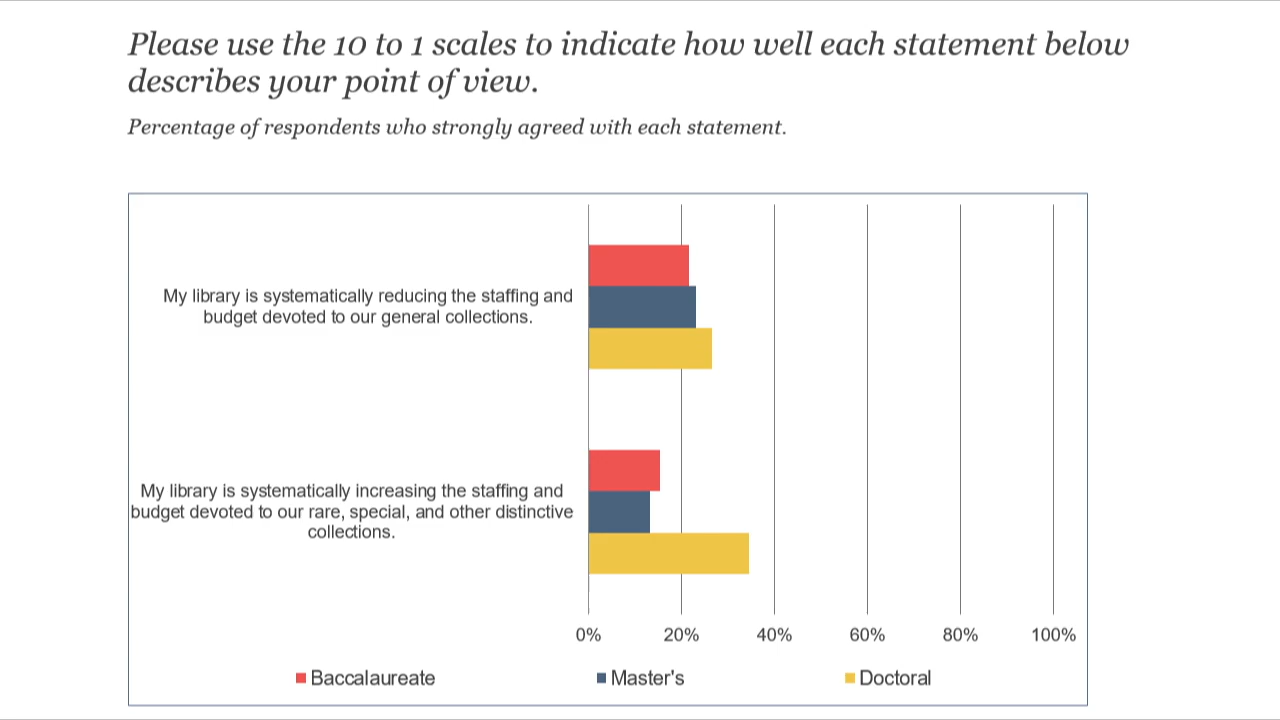 Please use the 10 to 1 scales to indicate how well each statement below
describes your point of view.
Percentage of respondents who strongly agreed with each statement.
My library is systematically reducing the staffing and
budget devoted to our general collections.
My library is systematically increasing the staffing and
budget devoted to our rare, special, and other distinctive
collections.
0% 20% 40% 60% 80% 100%
Baccalaureate Master's Doctoral